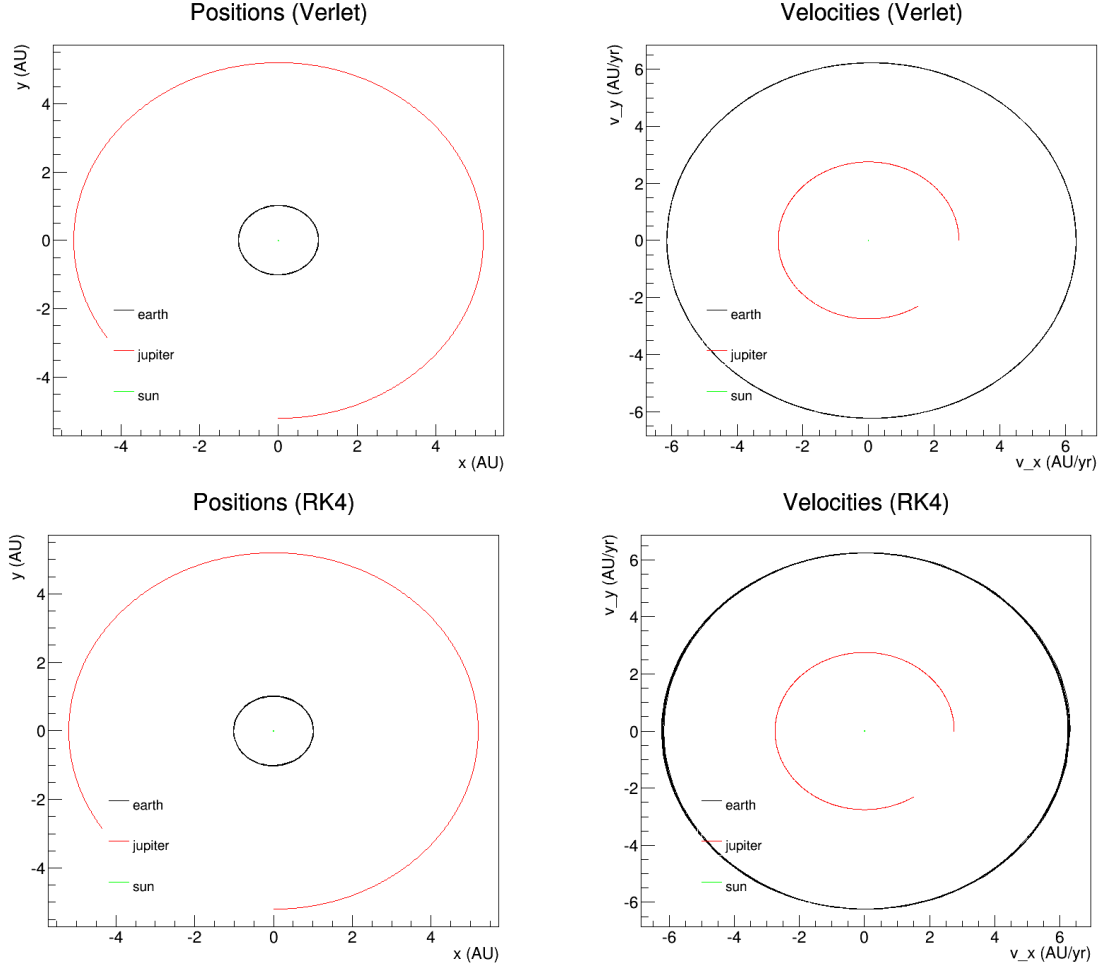 Positions (Verlet)
y (AU)
4
2
0
-2
-4
-4
-2
0
2
4
x (AU)
earth
jupiter
sun
Velocities (Verlet)
v_y (AU/yr)
6
4
2
0
-2
-4
-6
-6
-4
-2
0
2
4
6
v_x (AU/yr)
earth
jupiter
sun
Positions (RK4)
y (AU)
4
2
0
-2
-4
-4
-2
0
2
4
x (AU)
earth
jupiter
sun
Velocities (RK4)
v_y (AU/yr)
6
4
2
0
-2
-4
-6
-6
-4
-2
0
2
4
6
v_x (AU/yr)
earth
jupiter
sun